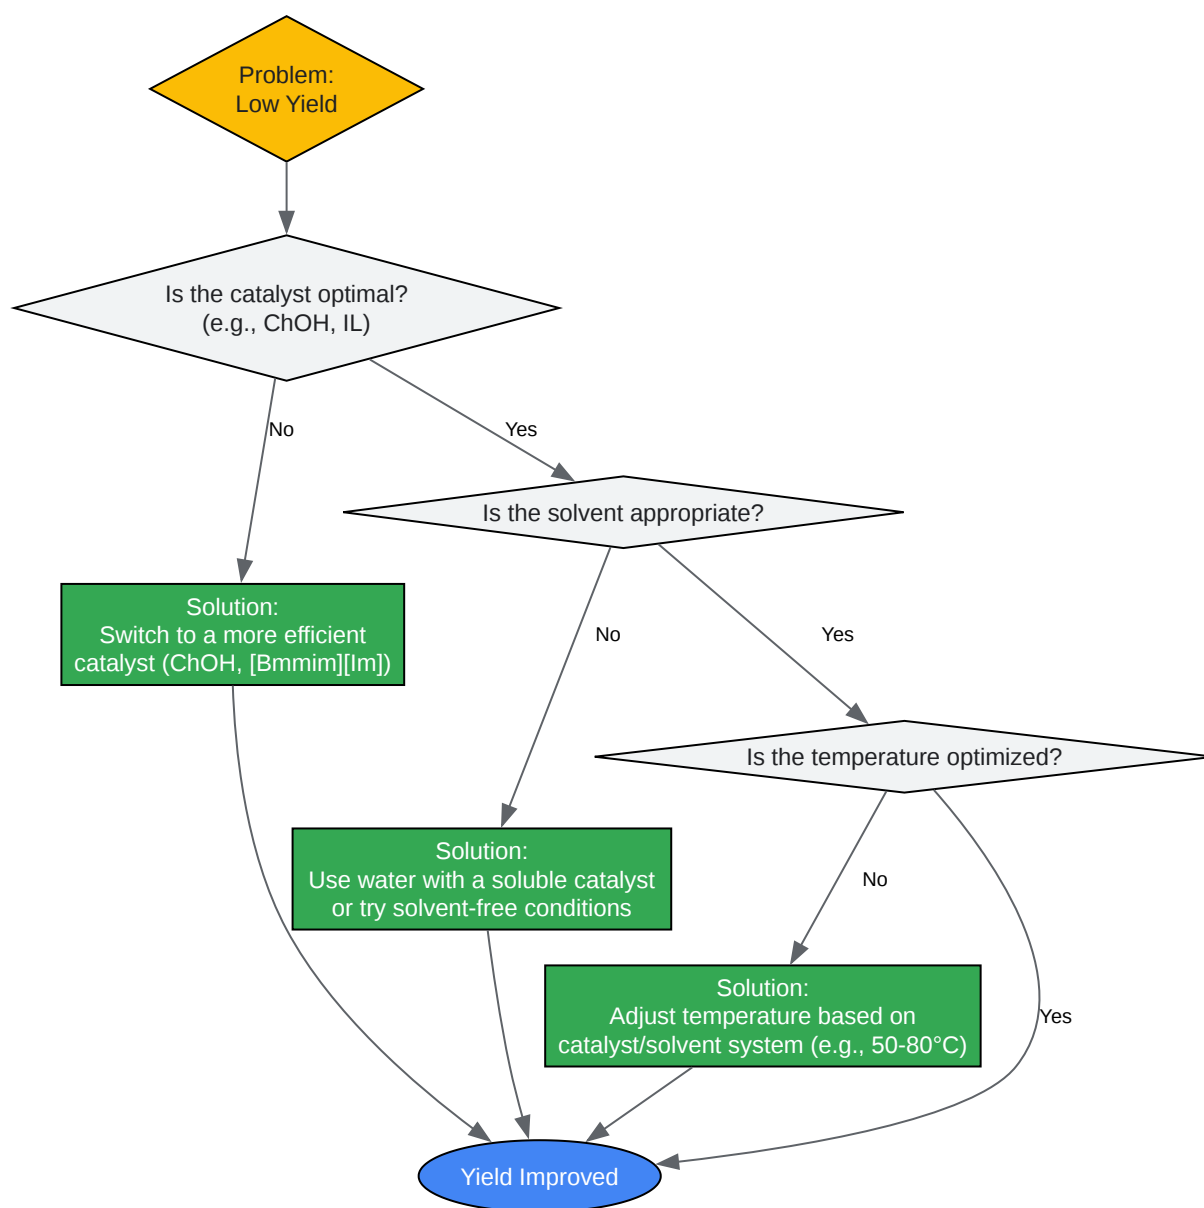 Problem:
Low Yield
Is the catalyst optimal?
(e.g., ChOH, IL)
No
Yes
Is the solvent appropriate?
Solution:
Switch to a more efficient
catalyst (ChOH, [Bmmim][Im])
No
Yes
Is the temperature optimized?
Solution:
Use water with a soluble catalyst
or try solvent-free conditions
No
Solution:
Adjust temperature based on
catalyst/solvent system (e.g., 50-80°C)
Yes
Yield Improved